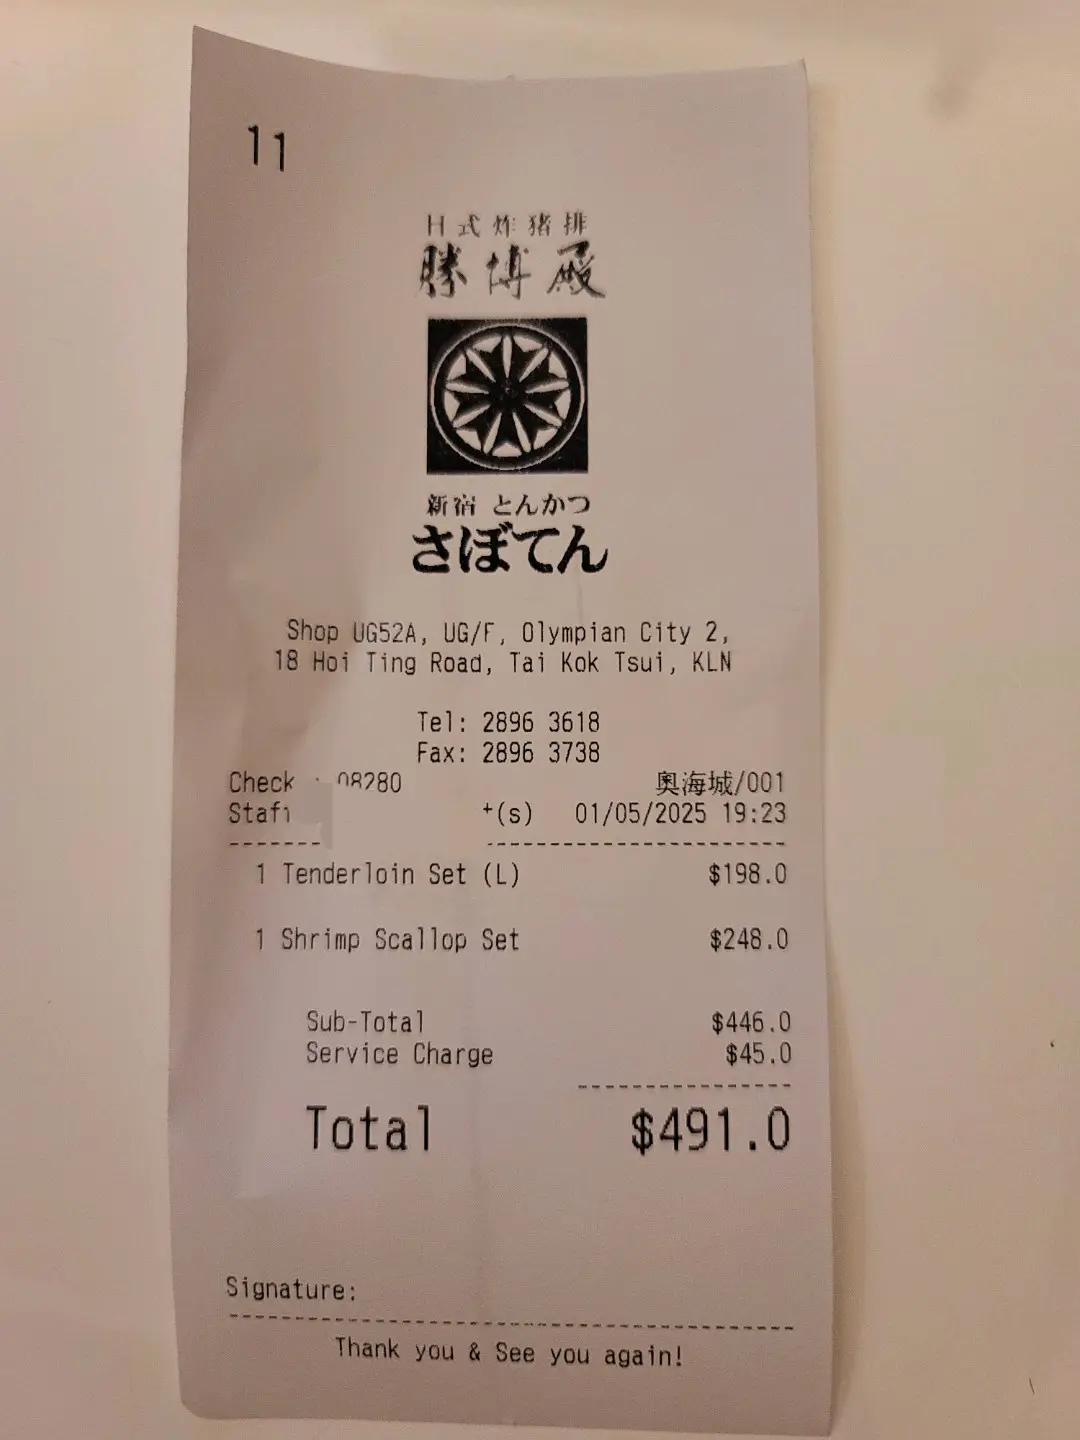 11
日式炸猪排
勝博殿
新宿 とんかつ
さぼてん
Shop UG52A, UG/F, Olympian City 2,
18 Hoi Ting Road, Tai Kok Tsui, KLN
Tel: 2896 3618
Fax: 2896 3738
Check : 08280 奧海城/001
(s) 01/05/2025 19:23
1 Tenderloin Set (L) $198.0
1 Shrimp Scallop Set $248.0
Sub-Total $446.0
Service Charge $45.0
Total $491.0
Signature:
Thank you & See you again!